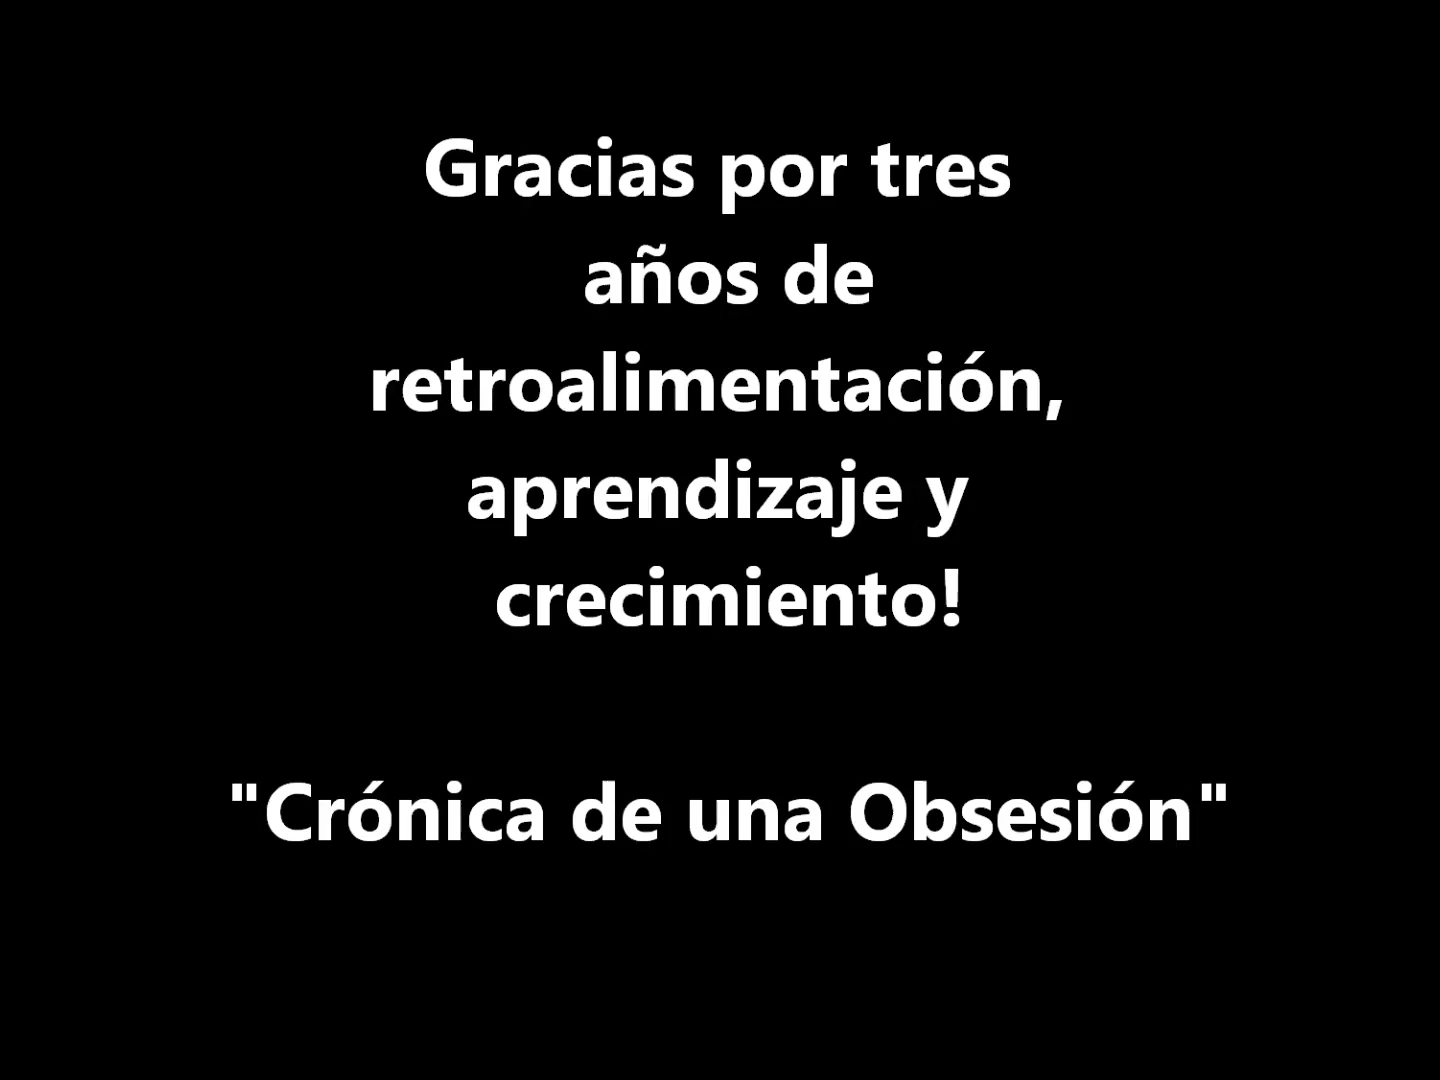 Gracias por tres
años de
retroalimentación,
aprendizaje y
crecimiento!
"Crónica de una Obsesión"